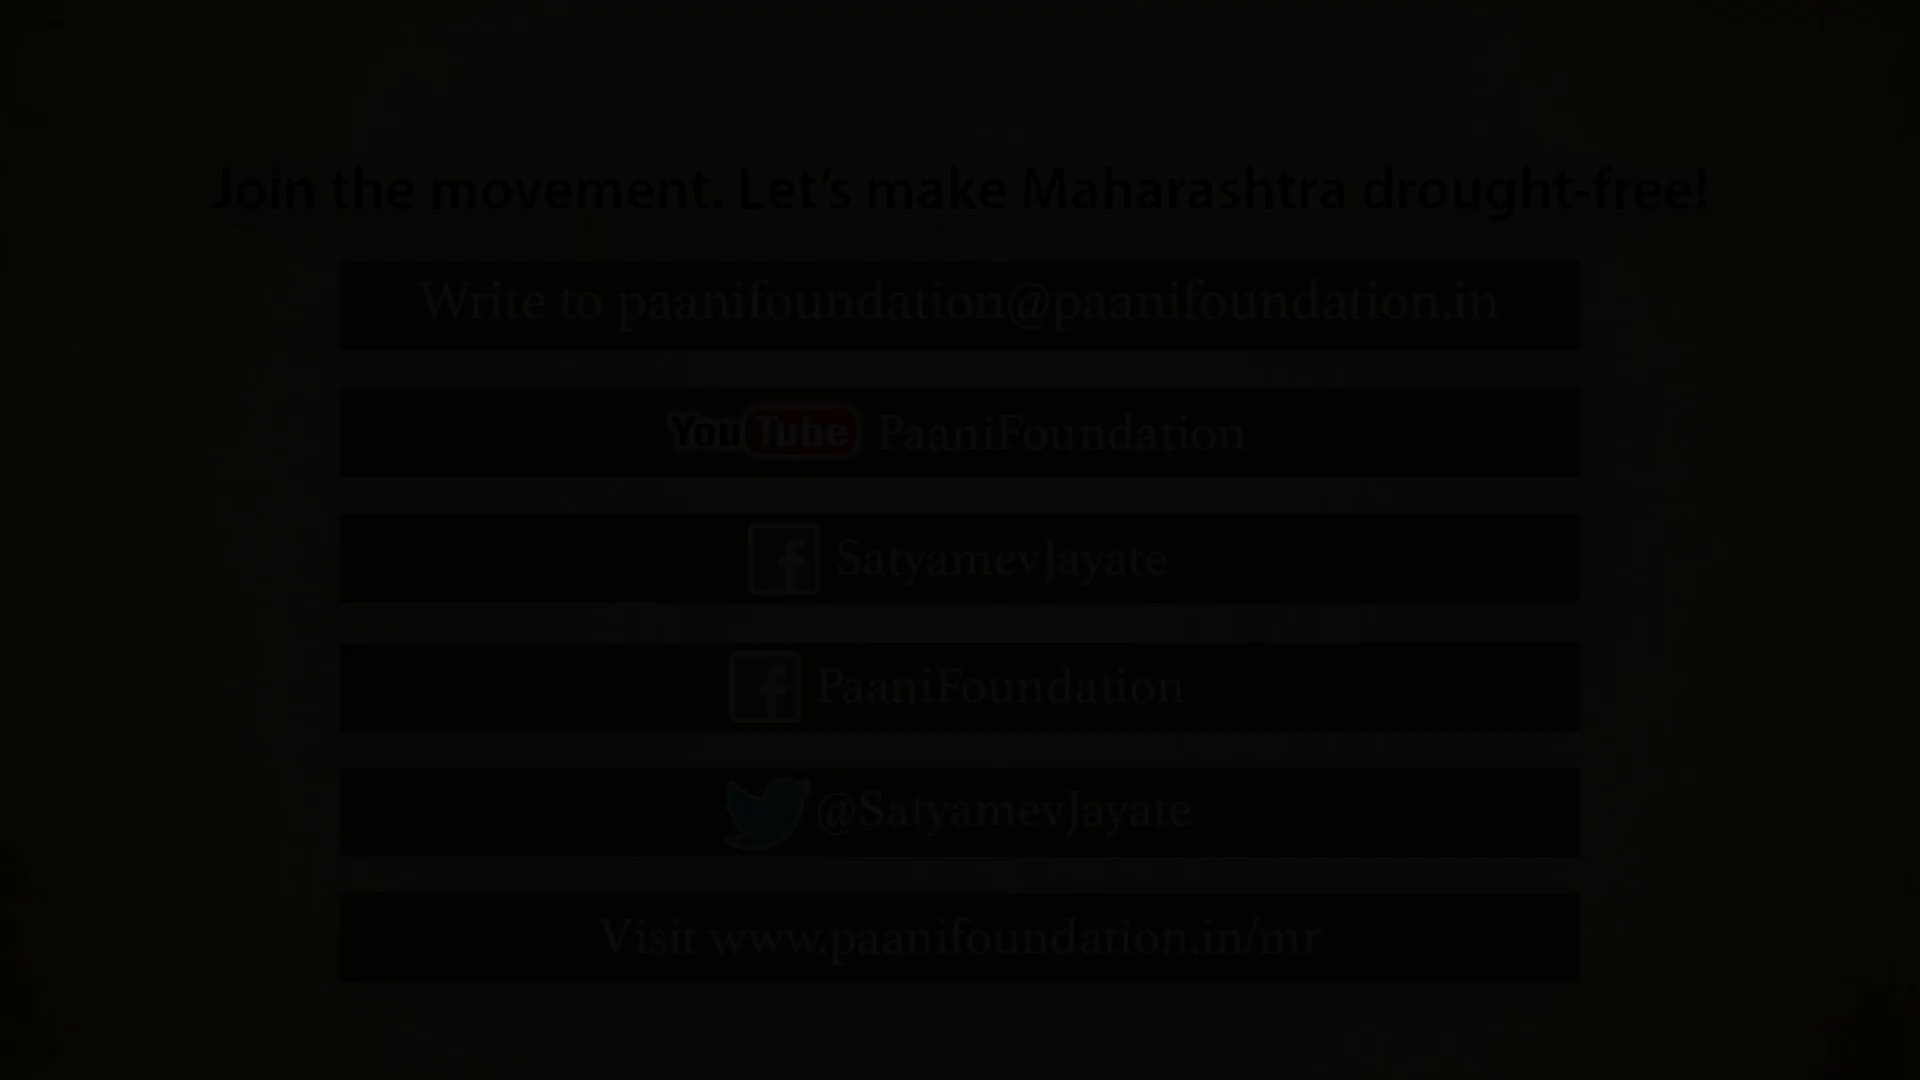 Join the movement. Let’s make Maharashtra drought-free!
Write to paanifoundation@paanifoundation.in
YouTube PaaniFoundation
f SatyamevJayate
f PaaniFoundation
@SatyamevJayate
Visit www.paanifoundation.in/mr